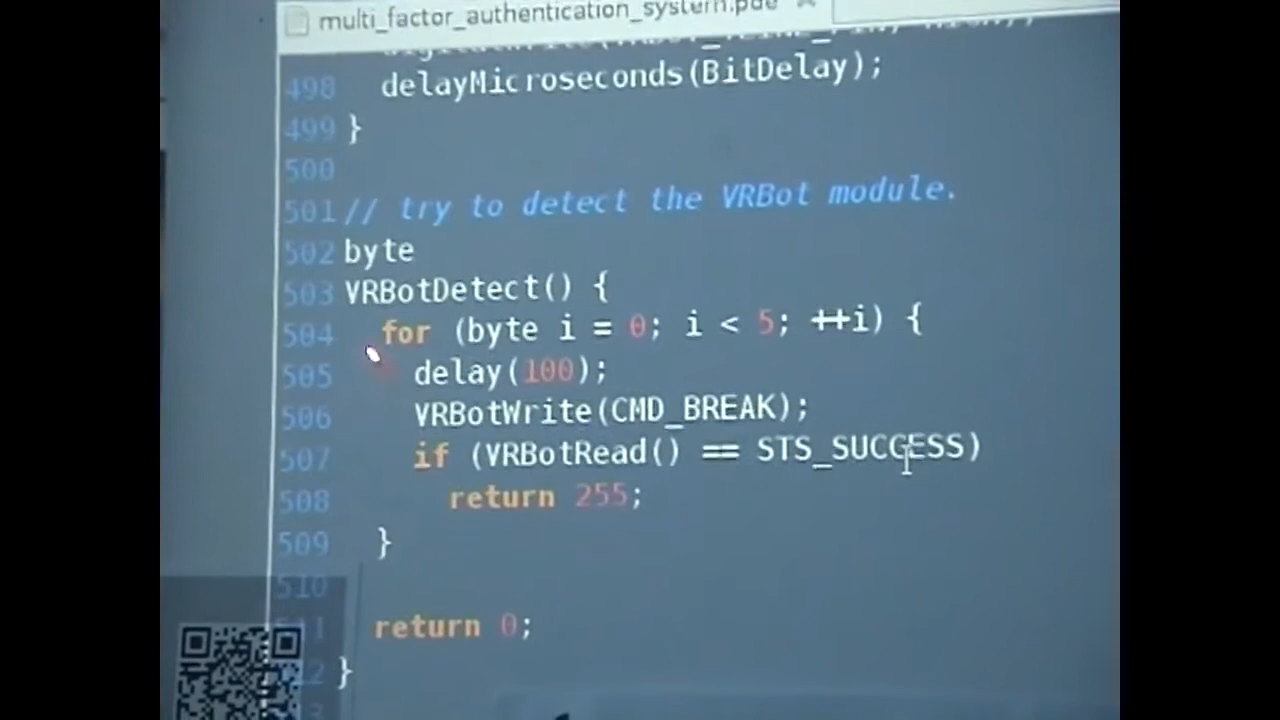 multi_factor_authentication_system.pde
498 delayMicroseconds(BitDelay);
499 }
500
501 // try to detect the VRBot module.
502 byte
503 VRBotDetect() {
504 for (byte i = 0; i < 5; ++i) {
505 delay(100);
506 VRBotWrite(CMD_BREAK);
507 if (VRBotRead() == STS_SUCCESS)
508 return 255;
509 }
510
511 return 0;
512 }